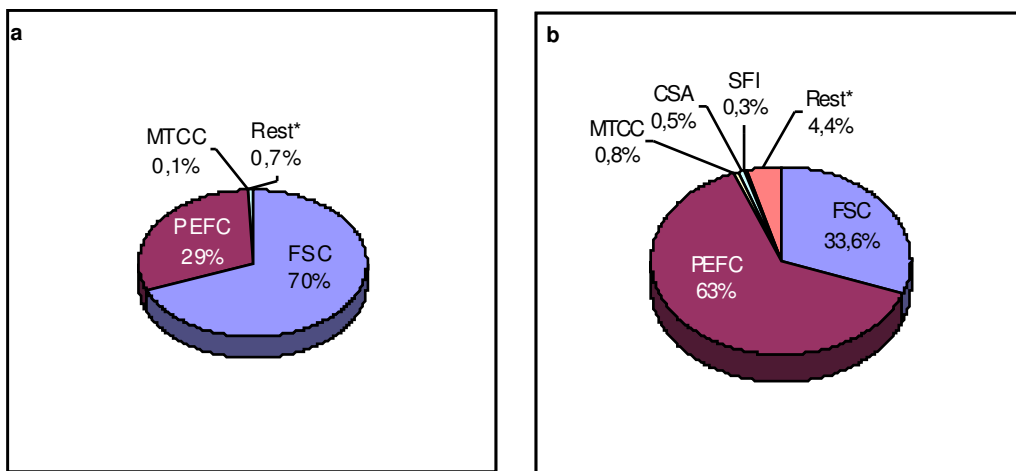 a
MTCC
0,1%
Rest*
0,7%
PEFC
29%
FSC
70%
b
SFI
0,3%
CSA
0,5%
Rest*
4,4%
MTCC
0,8%
FSC
33,6%
PEFC
63%